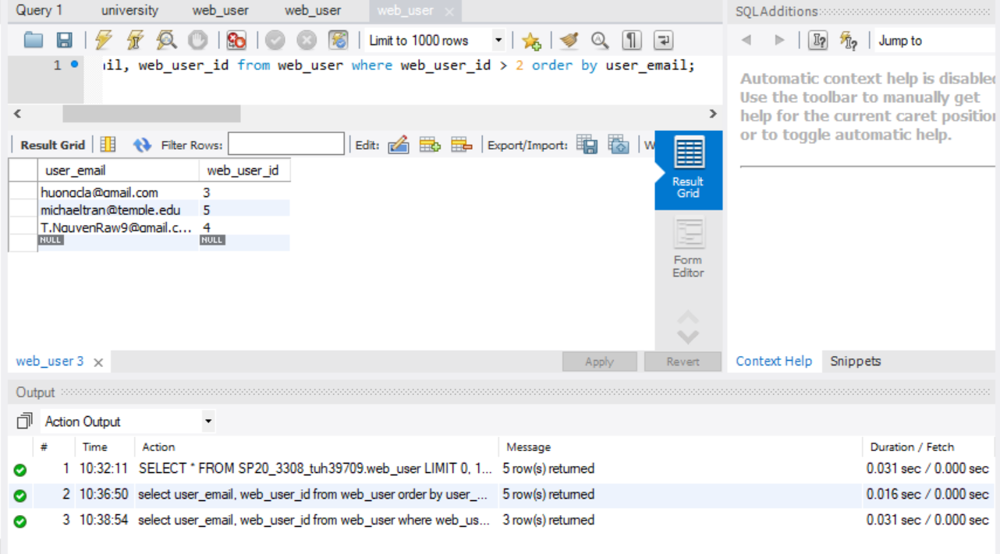 Query 1 university web_user web_user web_user
SQLAdditions
Limit to 1000 rows
Jump to
1 il, web_user_id from web_user where web_user_id > 2 order by user_email;
Automatic context help is disabled
Use the toolbar to manually get
help for the current caret position
or to toggle automatic help.
Result Grid Filter Rows: Edit: Export/Import: W
Result
Grid
user_email web_user_id
huongcla@gmail.com 3
michaeltran@temple.edu 5
T.NguyenRaw9@gmail.c... 4
NULL NULL
Form
Editor
web_user 3 Apply Revert
Context Help Snippets
Output
Action Output
# Time Action Message Duration / Fetch
1 10:32:11 SELECT * FROM SP20_3308_tuh39709.web_user LIMIT 0, 1... 5 row(s) returned 0.031 sec / 0.000 sec
2 10:36:50 select user_email, web_user_id from web_user order by user_... 5 row(s) returned 0.016 sec / 0.000 sec
3 10:38:54 select user_email, web_user_id from web_user where web_us... 3 row(s) returned 0.031 sec / 0.000 sec